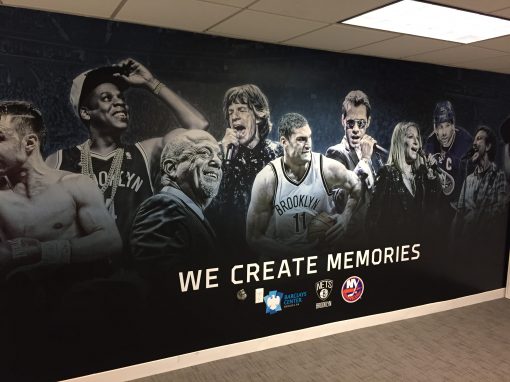 BROOKLYN
BROOKLYN
11
C
WE CREATE MEMORIES
BARCLAYS
CENTER
NETS
B
BROOKLYN
NY